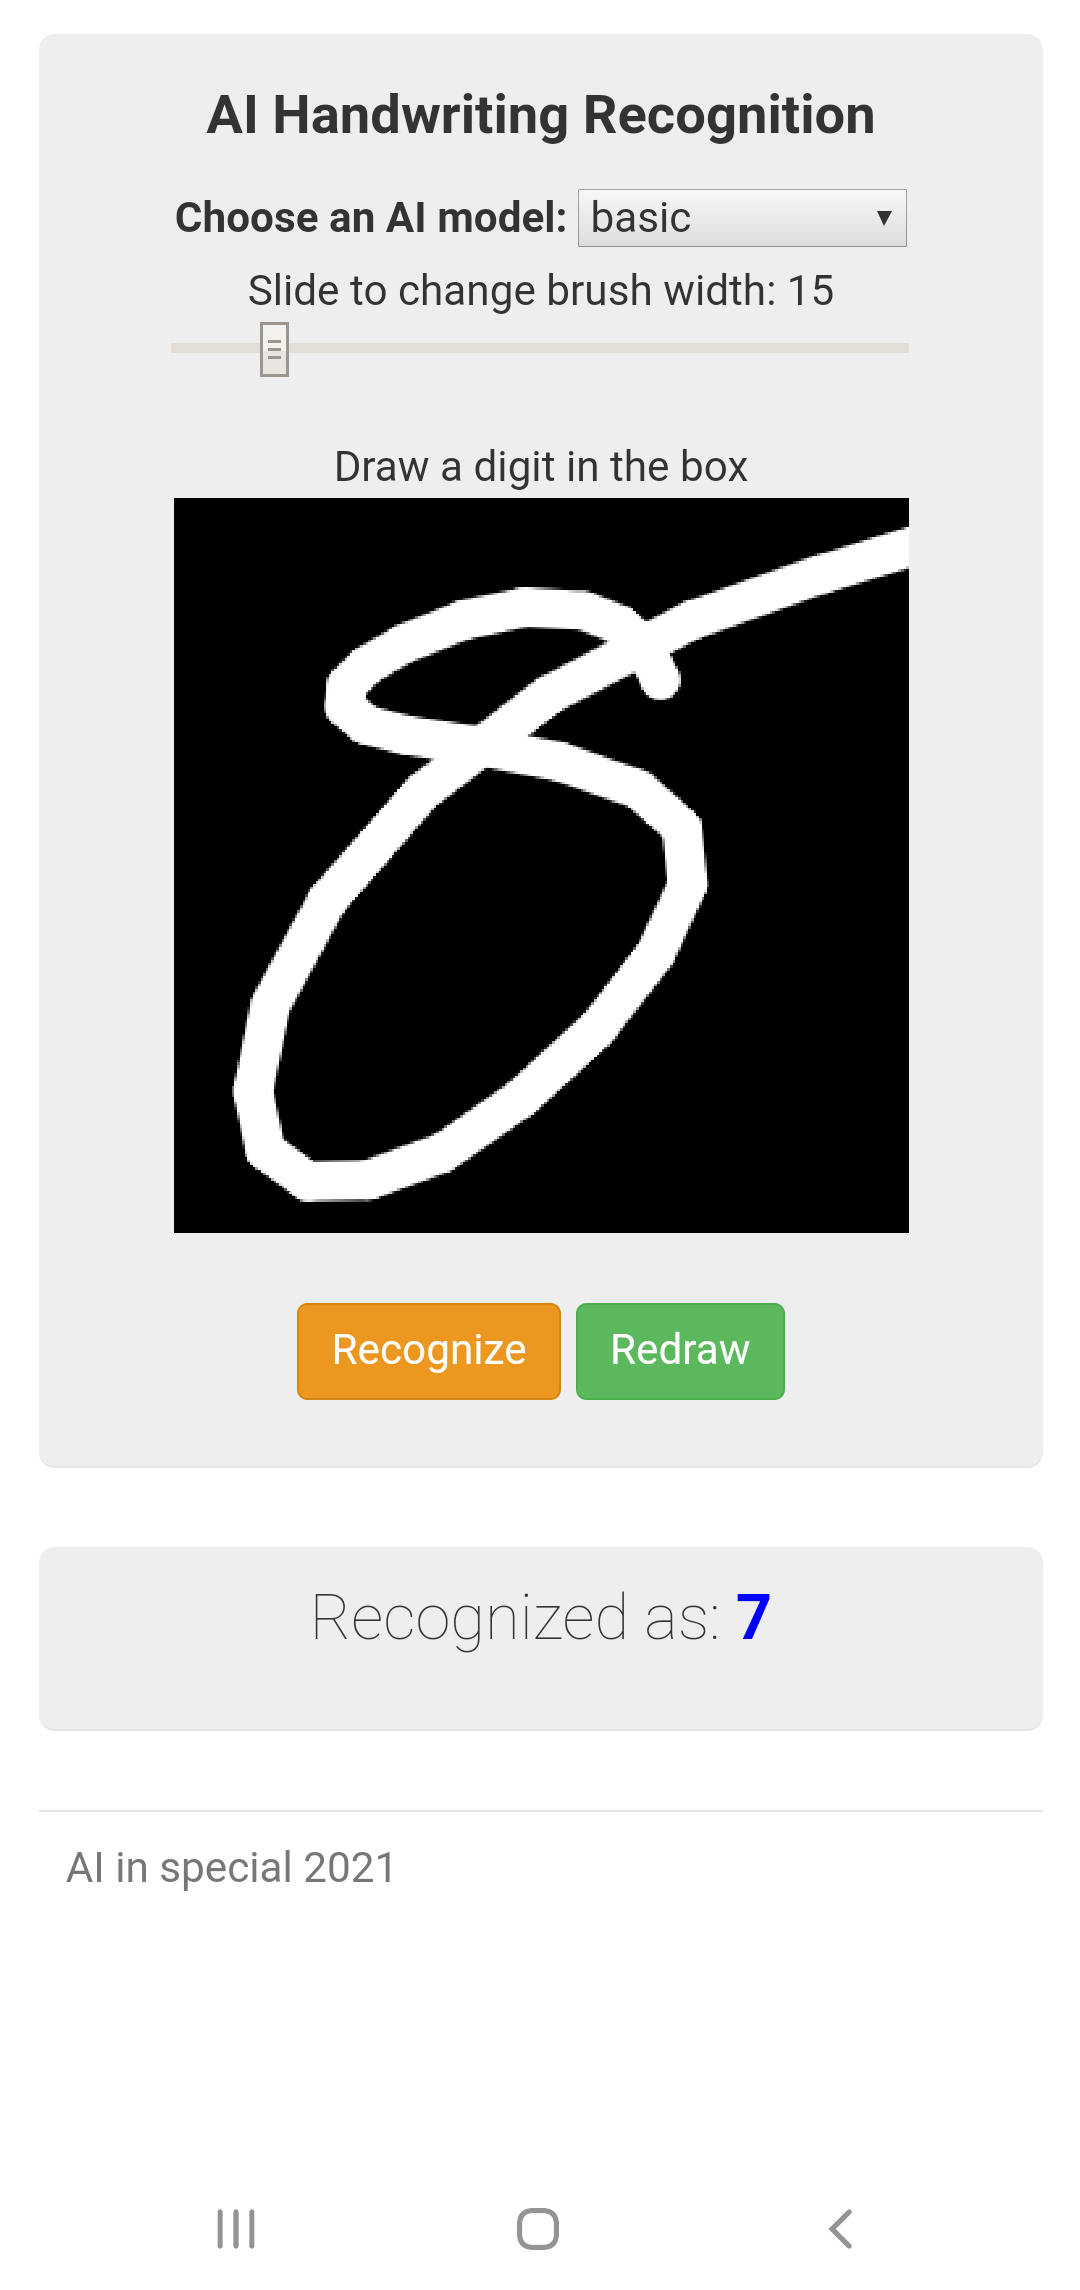 AI Handwriting Recognition
Choose an AI model: basic
Slide to change brush width: 15
Draw a digit in the box
8
Recognize Redraw
Recognized as: 7
AI in special 2021